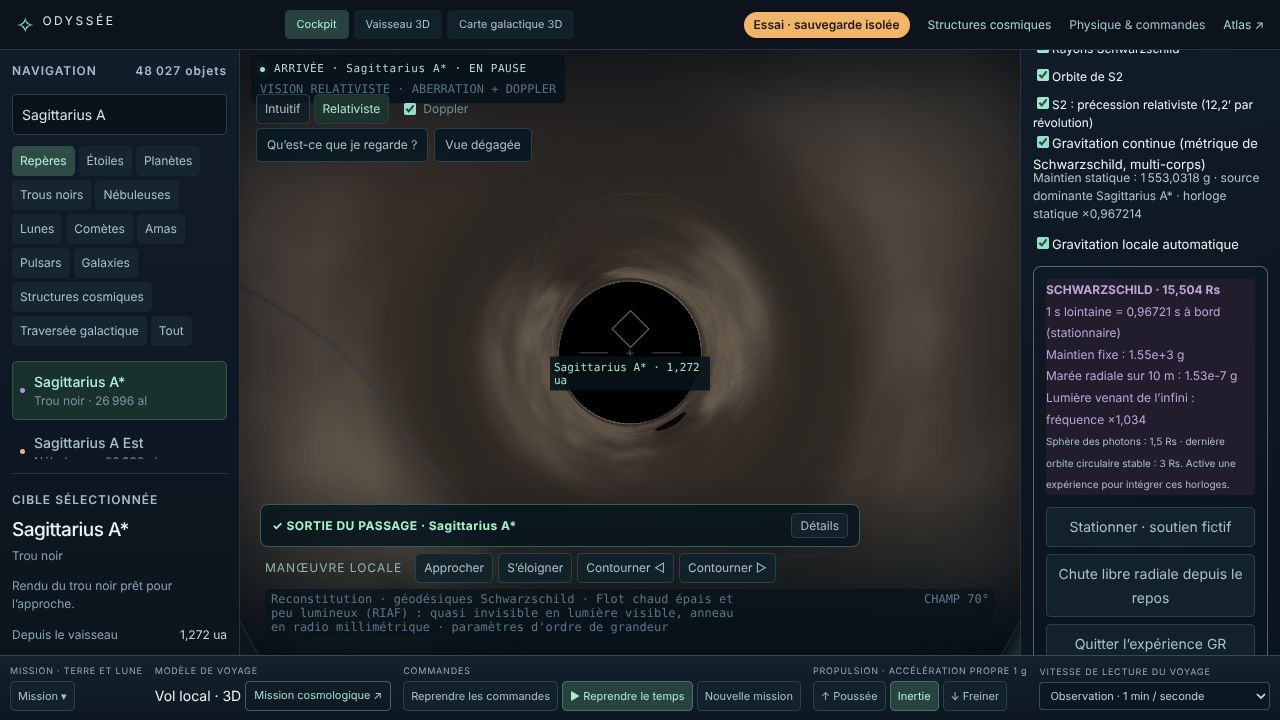 ODYSSÉE
Cockpit
Vaisseau 3D
Carte galactique 3D
Essai · sauvegarde isolée
Structures cosmiques
Physique & commandes
Atlas ↗
NAVIGATION
48 027 objets
Sagittarius A
Repères
Étoiles
Planètes
Trous noirs
Nébuleuses
Lunes
Comètes
Amas
Pulsars
Galaxies
Structures cosmiques
Traversée galactique
Tout
Sagittarius A*
Trou noir · 26 996 al
Sagittarius A Est
CIBLE SÉLECTIONNÉE
Sagittarius A*
Trou noir
Rendu du trou noir prêt pour
l’approche.
Depuis le vaisseau
1,272 ua
ARRIVÉE · Sagittarius A* · EN PAUSE
VISION RELATIVISTE · ABERRATION + DOPPLER
Intuitif
Relativiste
Doppler
Qu’est-ce que je regarde ?
Vue dégagée
Sagittarius A* · 1,272
ua
✓ SORTIE DU PASSAGE · Sagittarius A*
Détails
MANŒUVRE LOCALE
Approcher
S’éloigner
Contourner ◁
Contourner ▷
Reconstitution · géodésiques Schwarzschild · Flot chaud épais et
peu lumineux (RIAF) : quasi invisible en lumière visible, anneau
en radio millimétrique · paramètres d'ordre de grandeur
CHAMP 70°
Rayons Schwarzschild
Orbite de S2
S2 : précession relativiste (12,2′ par
révolution)
Gravitation continue (métrique de
Schwarzschild, multi-corps)
Maintien statique : 1 553,0318 g · source
dominante Sagittarius A* · horloge
statique ×0,967214
Gravitation locale automatique
SCHWARZSCHILD · 15,504 Rs
1 s lointaine = 0,96721 s à bord
(stationnaire)
Maintien fixe : 1.55e+3 g
Marée radiale sur 10 m : 1.53e-7 g
Lumière venant de l’infini :
fréquence ×1,034
Sphère des photons : 1,5 Rs · dernière
orbite circulaire stable : 3 Rs. Active une
expérience pour intégrer ces horloges.
Stationner · soutien fictif
Chute libre radiale depuis le
repos
Quitter l’expérience GR
MISSION · TERRE ET LUNE
Mission ▾
MODÈLE DE VOYAGE
Vol local · 3D
Mission cosmologique ↗
COMMANDES
Reprendre les commandes
▶ Reprendre le temps
Nouvelle mission
PROPULSION · ACCÉLÉRATION PROPRE 1 g
↑ Poussée
Inertie
↓ Freiner
VITESSE DE LECTURE DU VOYAGE
Observation · 1 min / seconde